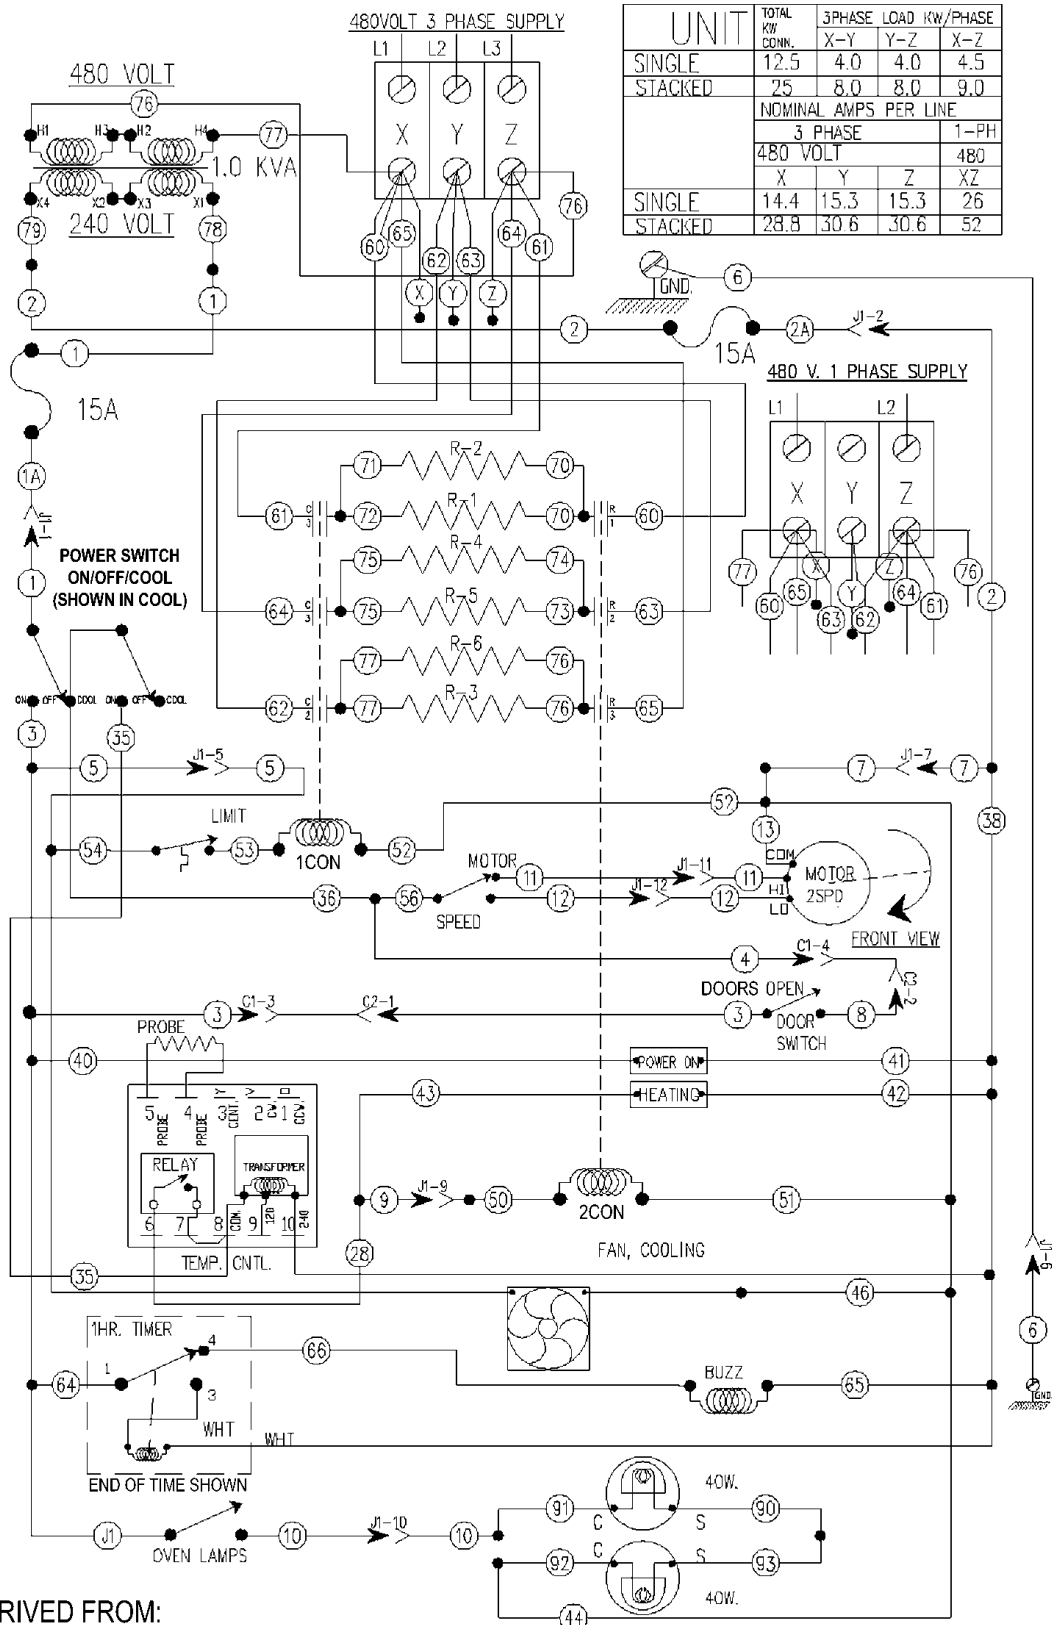 480VOLT 3 PHASE SUPPLY
L1 L2 L3
X Y Z
UNIT TOTAL KW CONN. 3PHASE LOAD KW/PHASE
X-Y Y-Z X-Z
SINGLE 12.5 4.0 4.0 4.5
STACKED 25 8.0 8.0 9.0
NOMINAL AMPS PER LINE
3 PHASE 1-PH
480 VOLT 480
X Y Z XZ
SINGLE 14.4 15.3 15.3 26
STACKED 28.8 30.6 30.6 52
480 VOLT
76
H1 H3 H2 H4
77
1.0 KVA
X4 X2 X3 X1
240 VOLT
79 78
76
60 65 62 63 64 61
X Y Z
6
GND.
2 1
2
15A
2A
J1-2
1
15A
480 V. 1 PHASE SUPPLY
L1 L2
X Y Z
77 X Z 76
60 65 63 Y 62 64 61
2
1A
J1-1
1
POWER SWITCH
ON/OFF/COOL
(SHOWN IN COOL)
71 R-2 70
81 C 3 72 R-1 70 R 1 60
75 R-4 74
64 C 3 75 R-5 73 R 2 63
77 R-6 76
62 C 2 77 R-3 76 R 3 65
ON OFF COOL ON OFF COOL
3 35
5 J1-5 5
7 J1-7 7
LIMIT
52
13
38
54 53 1CON 52
COM.
MOTOR
11 J1-11 11
MOTOR
2SPD
HI
LO
36 56 SPEED 12 J1-12 12
FRONT VIEW
4 C1-4
C2-2
DOORS OPEN
3 C1-3 C2-1 3 DOOR SWITCH 8
PROBE
40 POWER ON 41
43 HEATING 42
5 4 3 2 1
PROBE PROBE CENT. CW. CCW.
RELAY TRANSFORMER
9 J1-9 50 2CON 51
6 7 8 9 10
COM. 120 240
TEMP. CNTL.
28
FAN, COOLING
35
46
J1-6
6
GND.
1HR. TIMER
4
66
64 1 3
BUZZ
65
WHT WHT
END OF TIME SHOWN
J1 OVEN LAMPS 10 J1-10 10
40W.
91 C S 90
92 C S 93
40W.
44
RIVED FROM: